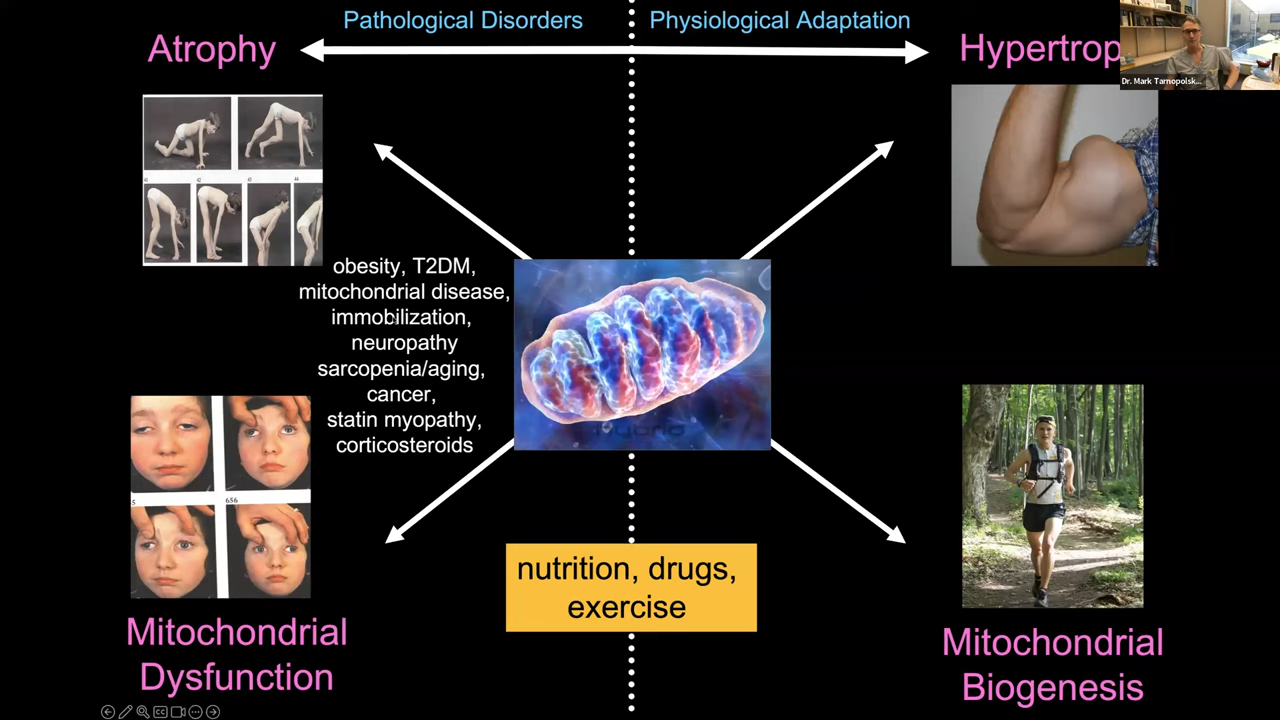 Pathological Disorders
Physiological Adaptation
Atrophy
Hypertrop
Dr. Mark Tarnopolsk...
obesity, T2DM,
mitochondrial disease,
immobilization,
neuropathy
sarcopenia/aging,
cancer,
statin myopathy,
corticosteroids
656
nutrition, drugs,
exercise
Mitochondrial
Dysfunction
Mitochondrial
Biogenesis